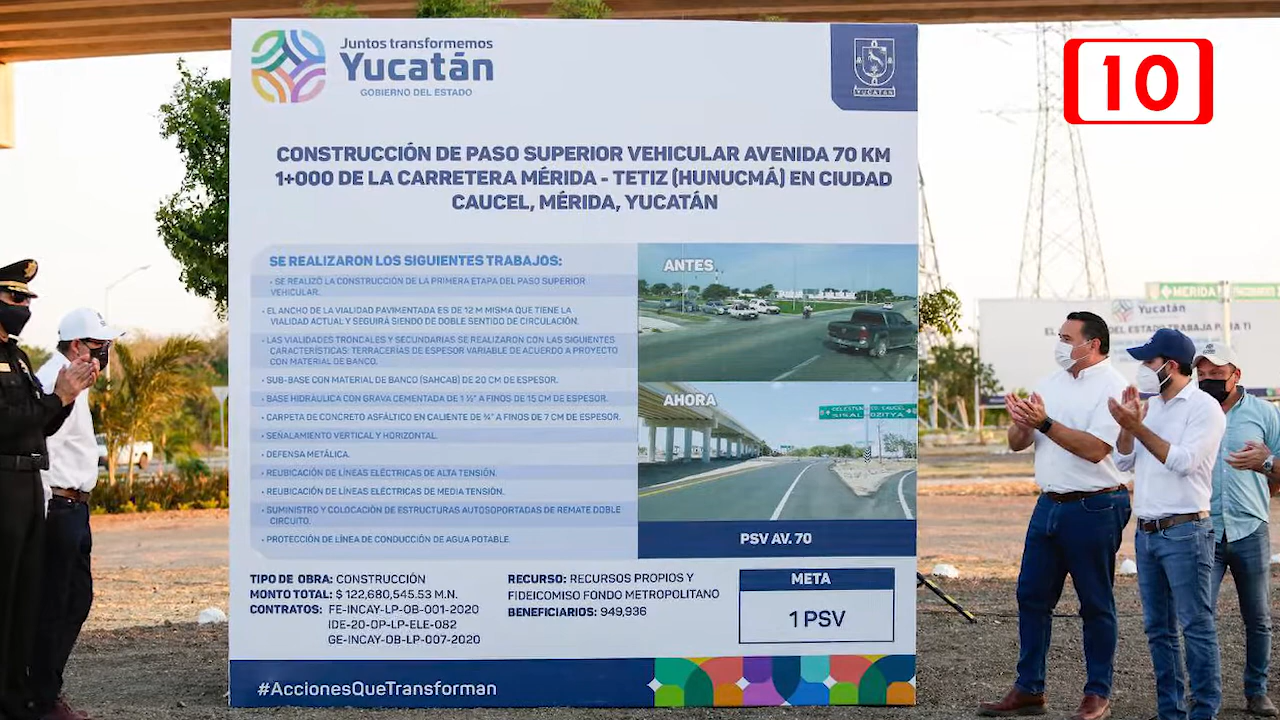 Juntos transformemos
Yucatán
GOBIERNO DEL ESTADO
YUCATÁN
10
CONSTRUCCIÓN DE PASO SUPERIOR VEHICULAR AVENIDA 70 KM
1+000 DE LA CARRETERA MÉRIDA - TETIZ (HUNUCMÁ) EN CIUDAD
CAUCEL, MÉRIDA, YUCATÁN
SE REALIZARON LOS SIGUIENTES TRABAJOS:
• SE REALIZÓ LA CONSTRUCCIÓN DE LA PRIMERA ETAPA DEL PASO SUPERIOR
VEHICULAR.
• EL ANCHO DE LA VIALIDAD PAVIMENTADA ES DE 12 M MISMA QUE TIENE LA
VIALIDAD ACTUAL Y SEGUIRÁ SIENDO DE DOBLE SENTIDO DE CIRCULACIÓN.
• LAS VIALIDADES TRONCALES Y SECUNDARIAS SE REALIZARON CON LAS SIGUIENTES
CARACTERÍSTICAS: TERRACERÍAS DE ESPESOR VARIABLE DE ACUERDO A PROYECTO
CON MATERIAL DE BANCO.
• SUB-BASE CON MATERIAL DE BANCO (SAHCAB) DE 20 CM DE ESPESOR.
• BASE HIDRÁULICA CON GRAVA CEMENTADA DE 1 ½" A FINOS DE 15 CM DE ESPESOR.
• CARPETA DE CONCRETO ASFÁLTICO EN CALIENTE DE ¾" A FINOS DE 7 CM DE ESPESOR.
• SEÑALAMIENTO VERTICAL Y HORIZONTAL.
• DEFENSA METÁLICA.
• REUBICACIÓN DE LÍNEAS ELÉCTRICAS DE ALTA TENSIÓN.
• REUBICACIÓN DE LÍNEAS ELÉCTRICAS DE MEDIA TENSIÓN.
• SUMINISTRO Y COLOCACIÓN DE ESTRUCTURAS AUTOSOPORTADAS DE REMATE DOBLE
CIRCUITO.
• PROTECCIÓN DE LÍNEA DE CONDUCCIÓN DE AGUA POTABLE.
ANTES
AHORA
CELESTUN CAUCEL
SISAL DZITYA
PSV AV. 70
TIPO DE OBRA: CONSTRUCCIÓN
MONTO TOTAL: $ 122,680,545.53 M.N.
CONTRATOS: FE-INCAY-LP-OB-001-2020
IDE-20-OP-LP-ELE-082
GE-INCAY-OB-LP-007-2020
RECURSO: RECURSOS PROPIOS Y
FIDEICOMISO FONDO METROPOLITANO
BENEFICIARIOS: 949,936
META
1 PSV
#AccionesQueTransforman
MERIDA
Yucatán
DEL ESTADO TRABAJA PARA TI